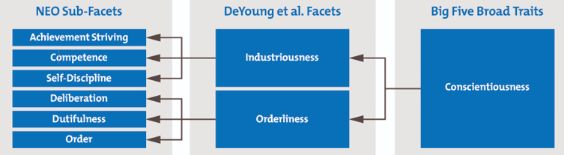 NEO Sub-Facets
Achievement Striving
Competence
Self-Discipline
Deliberation
Dutifulness
Order
DeYoung et al. Facets
Industriousness
Orderliness
Big Five Broad Traits
Conscientiousness